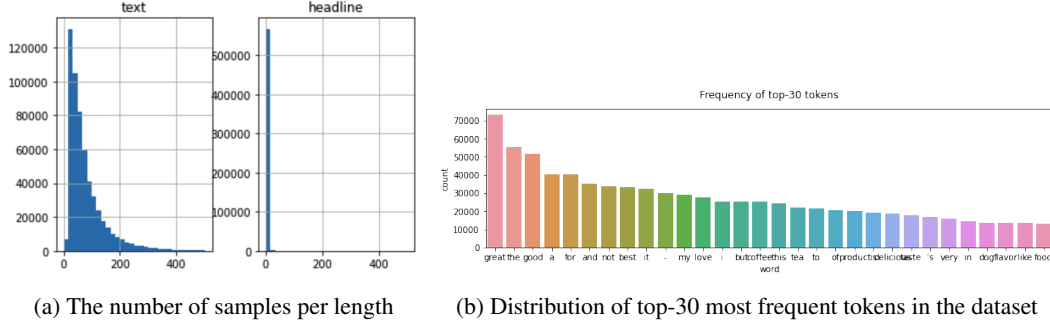 text
headline
120000
100000
80000
60000
40000
20000
0
0 200 400
500000
400000
300000
200000
100000
0
0 200 400
Frequency of top-30 tokens
70000
60000
50000
40000
30000
20000
10000
0
count
great the good a for and not best it - my love i but coffee this tea to of product is delicious taste 's very in dog flavor like food
word
(a) The number of samples per length
(b) Distribution of top-30 most frequent tokens in the dataset